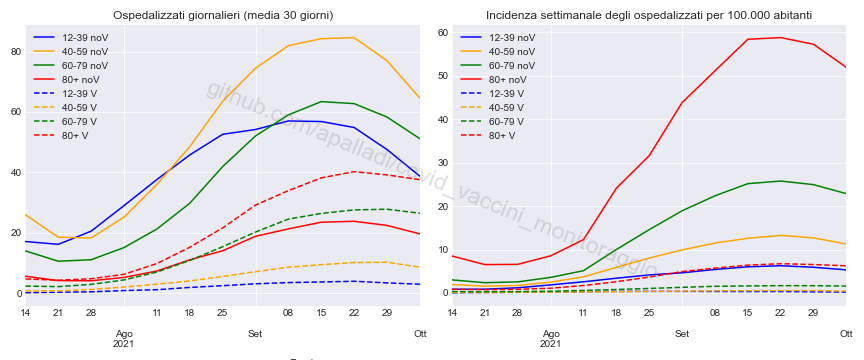 Ospedalizzati giornalieri (media 30 giorni)
80
60
40
20
0
12-39 noV
40-59 noV
60-79 noV
80+ noV
12-39 V
40-59 V
60-79 V
80+ V
14 21 28 11 18 25 08 15 22 29
Ago Set Ott
2021
Incidenza settimanale degli ospedalizzati per 100.000 abitanti
60
50
40
30
20
10
0
12-39 noV
40-59 noV
60-79 noV
80+ noV
12-39 V
40-59 V
60-79 V
80+ V
14 21 28 11 18 25 08 15 22 29
Ago Set Ott
2021
github.com/apalladi/covid_vaccini_monitoraggio